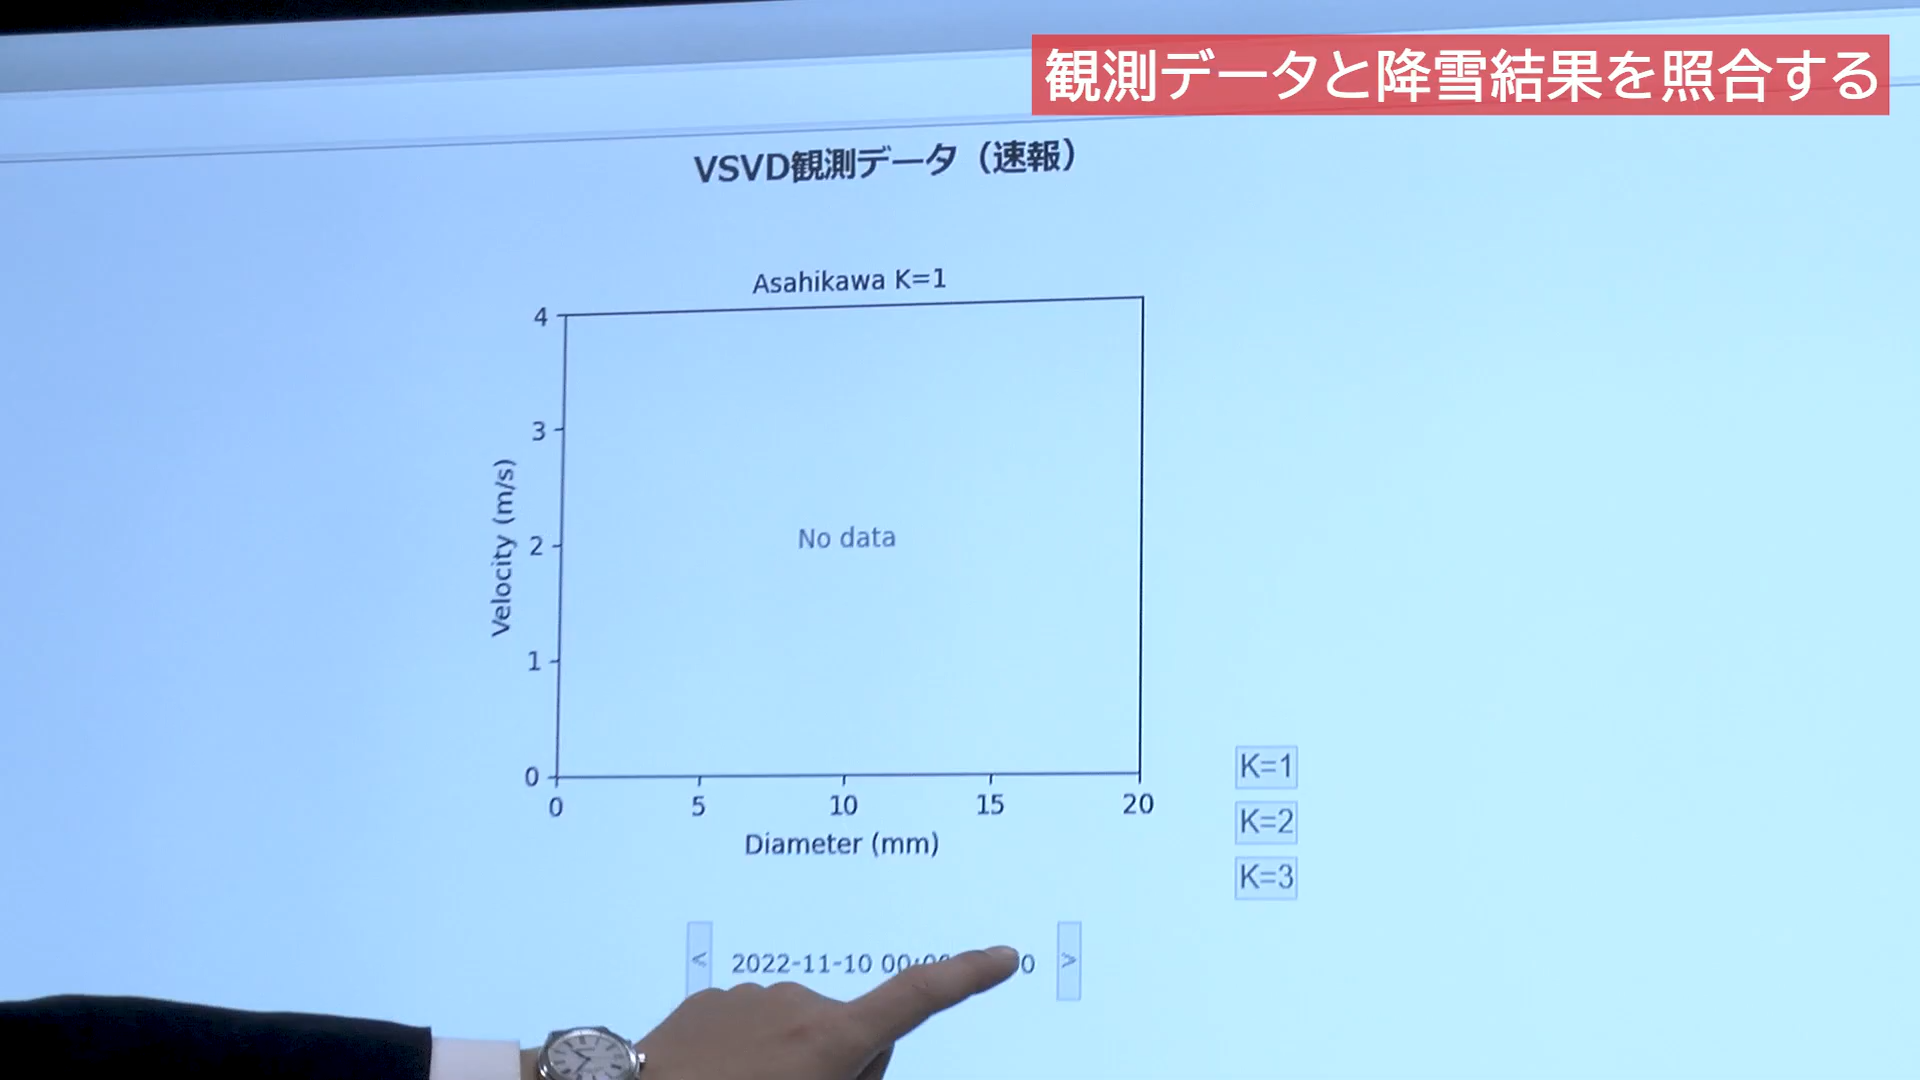 観測データと降雪結果を照合する
VSVD観測データ（速報）
Asahikawa K=1
4
3
2
1
0
Velocity (m/s)
No data
0 5 10 15 20
Diameter (mm)
K=1
K=2
K=3
< 2022-11-10 >